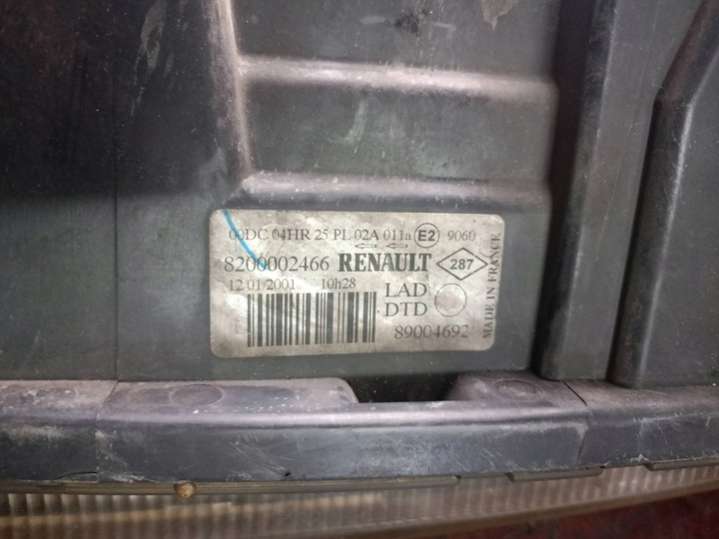 00DC 04HR 25 PL 02A 011a E2 9060
8200002466 RENAULT 287
12/01/2001 10h28 LAD
DTD
89004692
MADE IN FRANCE